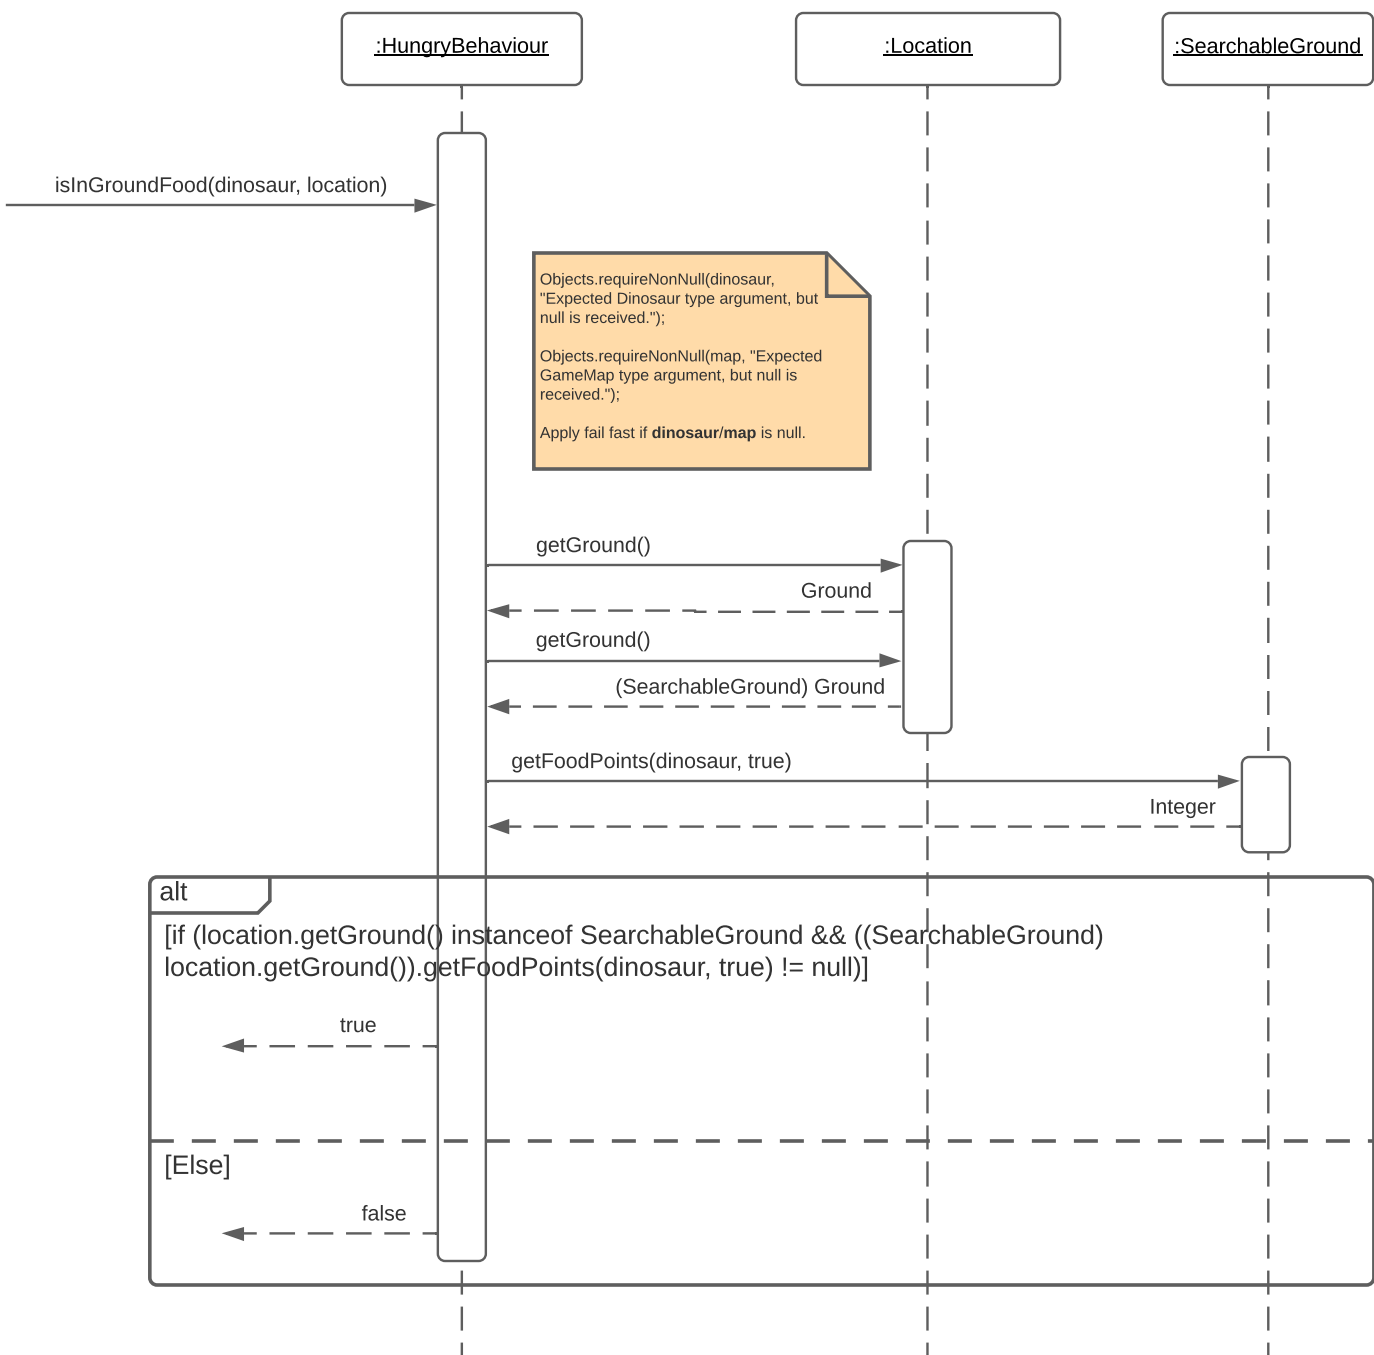 :HungryBehaviour
:Location
:SearchableGround
isInGroundFood(dinosaur, location)
Objects.requireNonNull(dinosaur,
"Expected Dinosaur type argument, but
null is received.");
Objects.requireNonNull(map, "Expected
GameMap type argument, but null is
received.");
Apply fail fast if dinosaur/map is null.
getGround()
Ground
getGround()
(SearchableGround) Ground
getFoodPoints(dinosaur, true)
Integer
alt
[if (location.getGround() instanceof SearchableGround && ((SearchableGround)
location.getGround()).getFoodPoints(dinosaur, true) != null)]
true
[Else]
false